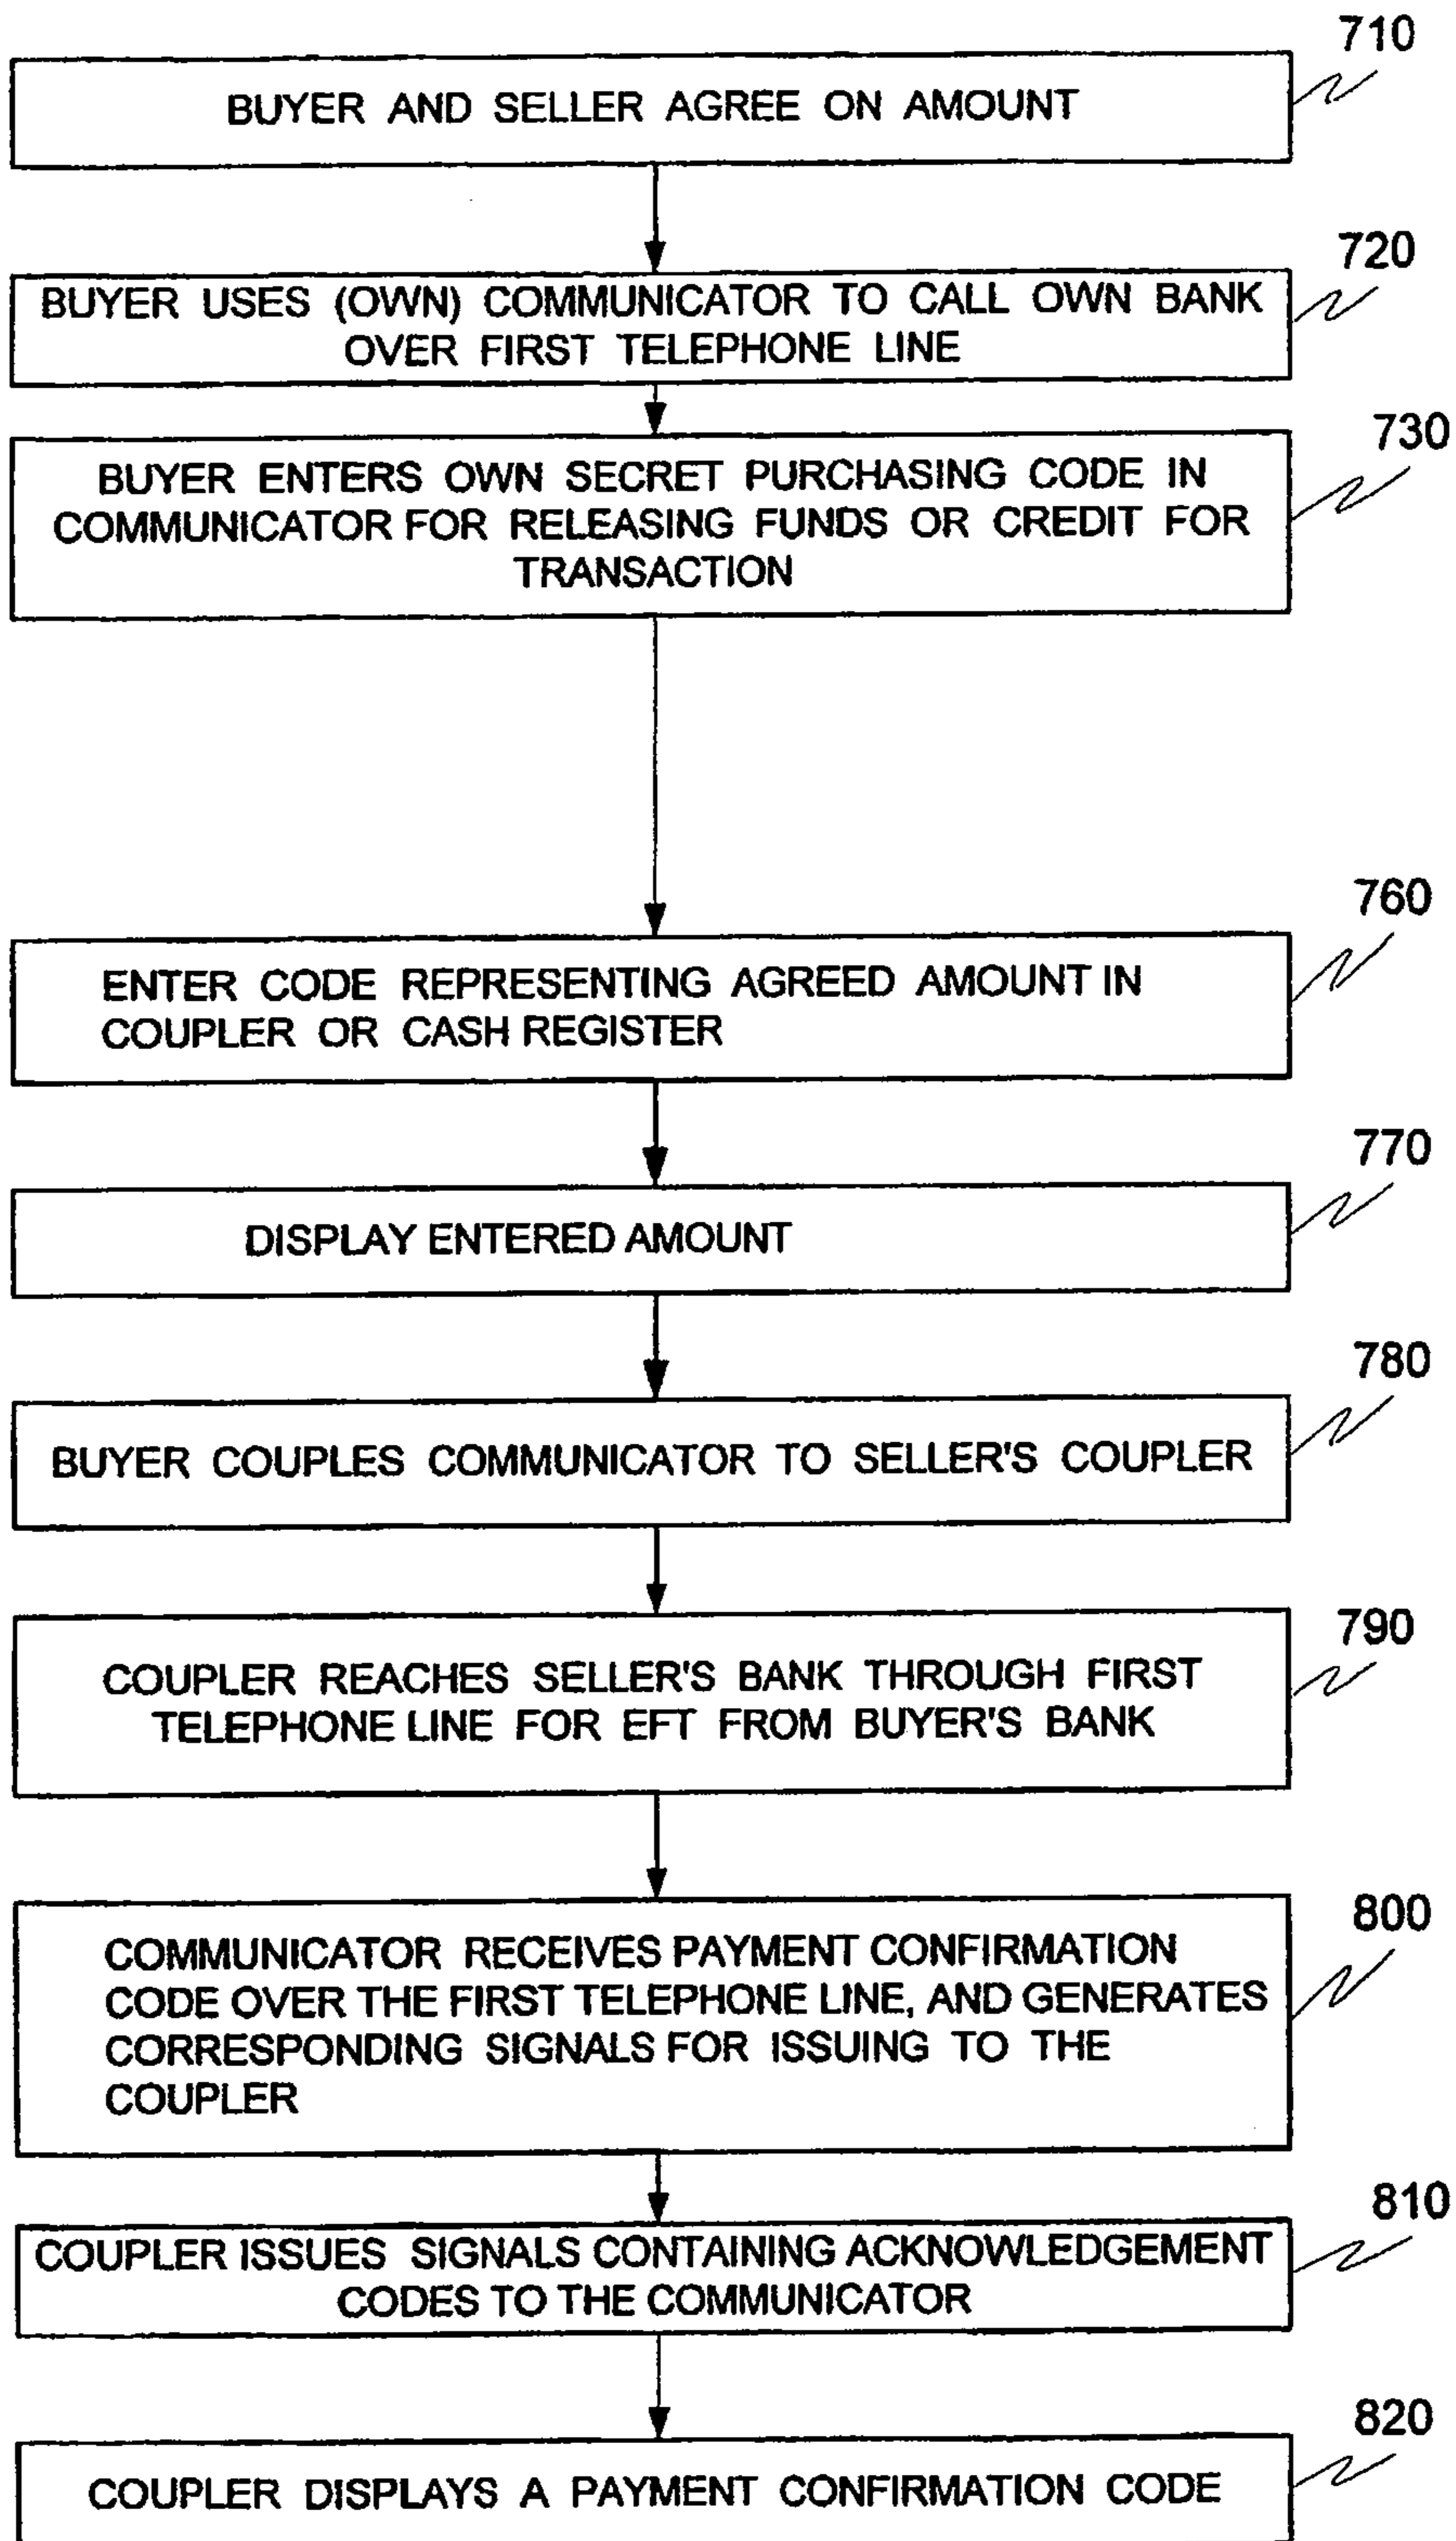 710
BUYER AND SELLER AGREE ON AMOUNT
720
BUYER USES (OWN) COMMUNICATOR TO CALL OWN BANK
OVER FIRST TELEPHONE LINE
730
BUYER ENTERS OWN SECRET PURCHASING CODE IN
COMMUNICATOR FOR RELEASING FUNDS OR CREDIT FOR
TRANSACTION
760
ENTER CODE REPRESENTING AGREED AMOUNT IN
COUPLER OR CASH REGISTER
770
DISPLAY ENTERED AMOUNT
780
BUYER COUPLES COMMUNICATOR TO SELLER'S COUPLER
790
COUPLER REACHES SELLER'S BANK THROUGH FIRST
TELEPHONE LINE FOR EFT FROM BUYER'S BANK
800
COMMUNICATOR RECEIVES PAYMENT CONFIRMATION
CODE OVER THE FIRST TELEPHONE LINE, AND GENERATES
CORRESPONDING SIGNALS FOR ISSUING TO THE
COUPLER
810
COUPLER ISSUES SIGNALS CONTAINING ACKNOWLEDGEMENT
CODES TO THE COMMUNICATOR
820
COUPLER DISPLAYS A PAYMENT CONFIRMATION CODE